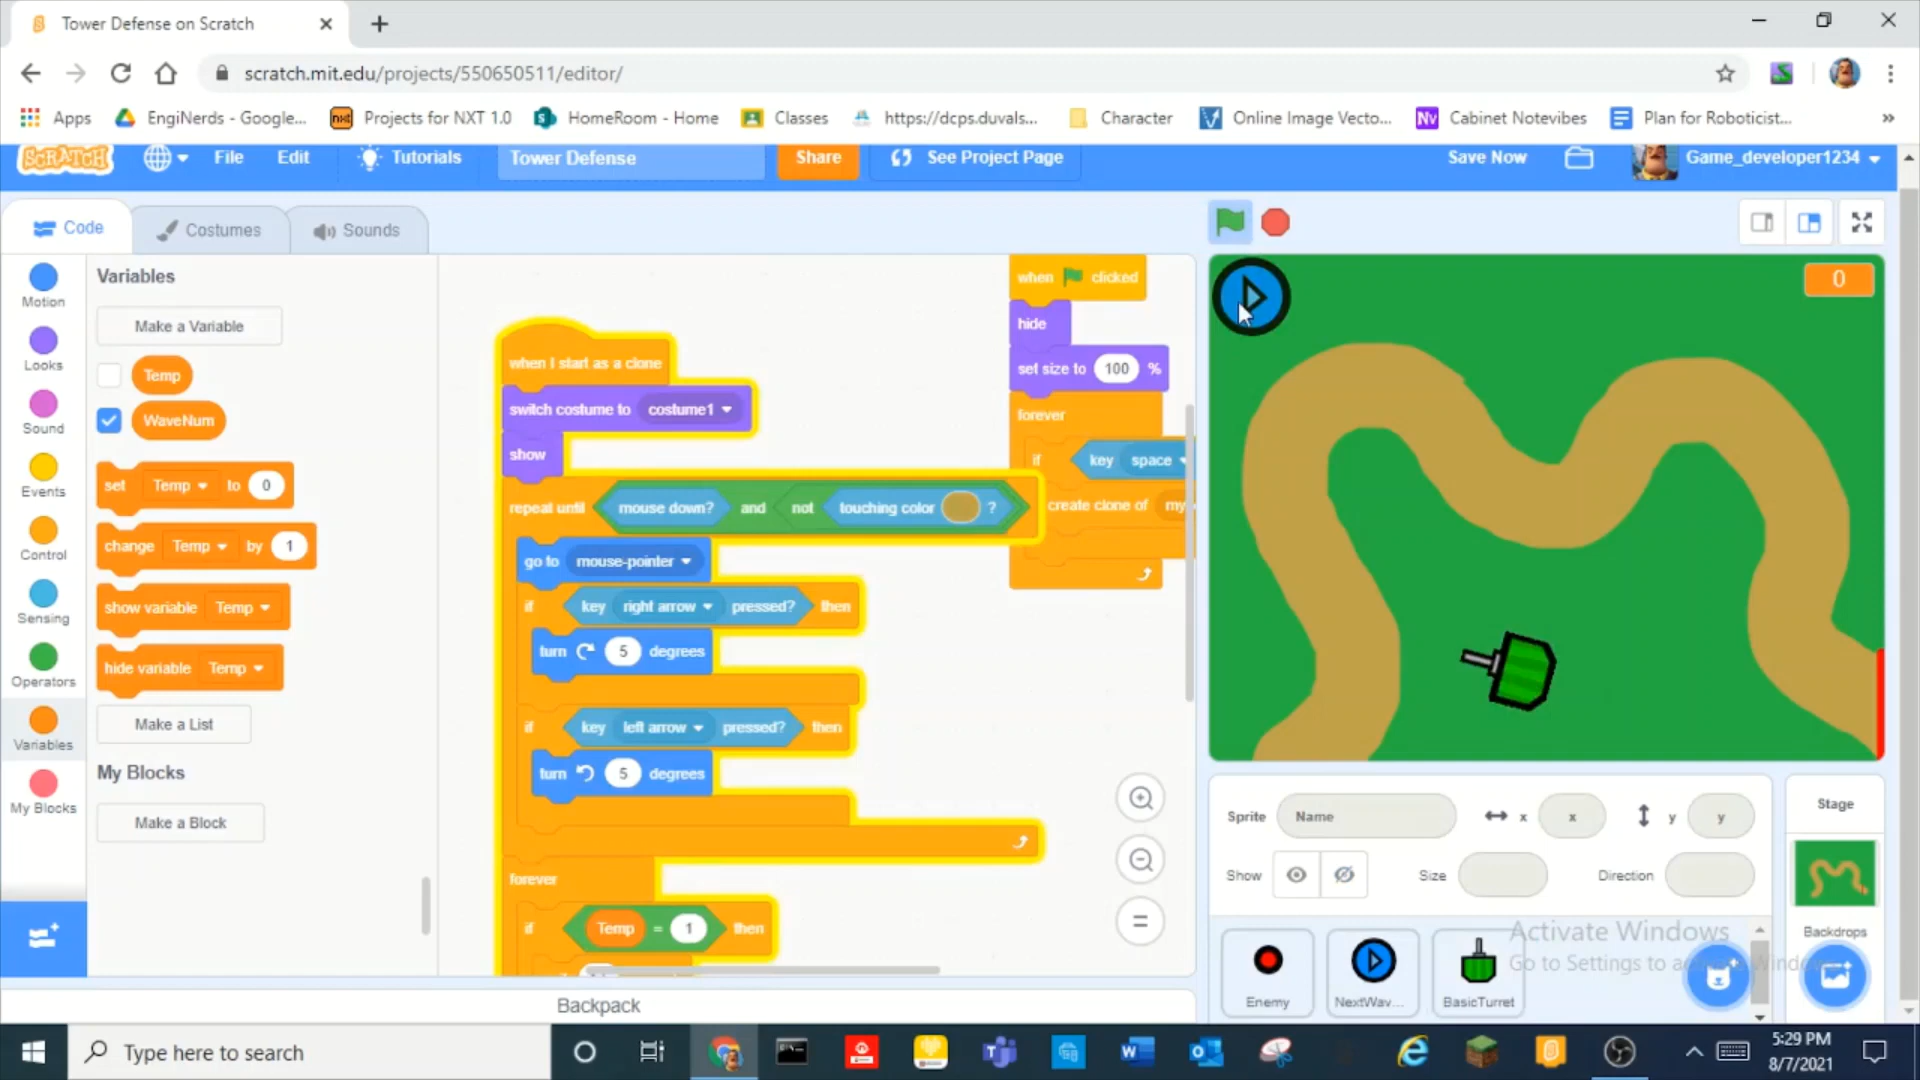 Tower Defense on Scratch
scratch.mit.edu/projects/550650511/editor/
Apps EngiNerds - Google... Projects for NXT 1.0 HomeRoom - Home Classes https://dcps.duvals... Character Online Image Vecto... Cabinet Notevibes Plan for Roboticist... »
SCRATCH File Edit Tutorials Tower Defense Share See Project Page Save Now Game_developer1234
Code Costumes Sounds
Motion
Looks
Sound
Events
Control
Sensing
Operators
Variables
My Blocks
Variables
Make a Variable
Temp
WaveNum
set Temp to 0
change Temp by 1
show variable Temp
hide variable Temp
Make a List
My Blocks
Make a Block
when I start as a clone
switch costume to costume1
show
repeat until mouse down? and not touching color ?
go to mouse-pointer
if key right arrow pressed? then
turn 5 degrees
if key left arrow pressed? then
turn 5 degrees
forever
if Temp = 1 then
when clicked
hide
set size to 100 %
forever
if key space
create clone of my
Backpack
0
Sprite Name x x y y
Show Size Direction
Stage
Backdrops
Enemy NextWav... BasicTurret
Activate Windows
Type here to search
5:29 PM
8/7/2021